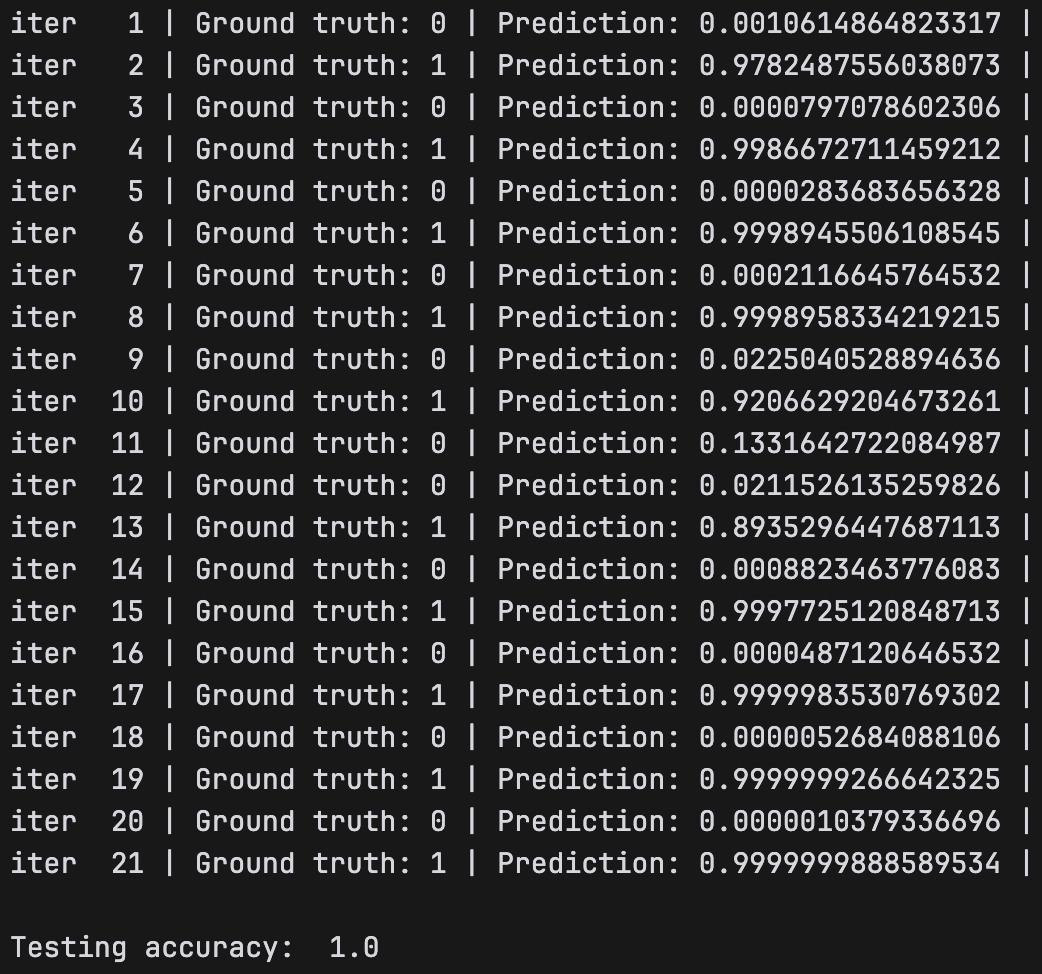 iter   1 | Ground truth: 0 | Prediction: 0.0010614864823317 |
iter   2 | Ground truth: 1 | Prediction: 0.9782487556038073 |
iter   3 | Ground truth: 0 | Prediction: 0.0000797078602306 |
iter   4 | Ground truth: 1 | Prediction: 0.9986672711459212 |
iter   5 | Ground truth: 0 | Prediction: 0.0000283683656328 |
iter   6 | Ground truth: 1 | Prediction: 0.9998945506108545 |
iter   7 | Ground truth: 0 | Prediction: 0.0002116645764532 |
iter   8 | Ground truth: 1 | Prediction: 0.9998958334219215 |
iter   9 | Ground truth: 0 | Prediction: 0.0225040528894636 |
iter  10 | Ground truth: 1 | Prediction: 0.9206629204673261 |
iter  11 | Ground truth: 0 | Prediction: 0.1331642722084987 |
iter  12 | Ground truth: 0 | Prediction: 0.0211526135259826 |
iter  13 | Ground truth: 1 | Prediction: 0.8935296447687113 |
iter  14 | Ground truth: 0 | Prediction: 0.0008823463776083 |
iter  15 | Ground truth: 1 | Prediction: 0.9997725120848713 |
iter  16 | Ground truth: 0 | Prediction: 0.0000487120646532 |
iter  17 | Ground truth: 1 | Prediction: 0.9999983530769302 |
iter  18 | Ground truth: 0 | Prediction: 0.0000052684088106 |
iter  19 | Ground truth: 1 | Prediction: 0.9999999266642325 |
iter  20 | Ground truth: 0 | Prediction: 0.0000010379336696 |
iter  21 | Ground truth: 1 | Prediction: 0.9999999888589534 |
Testing accuracy:  1.0